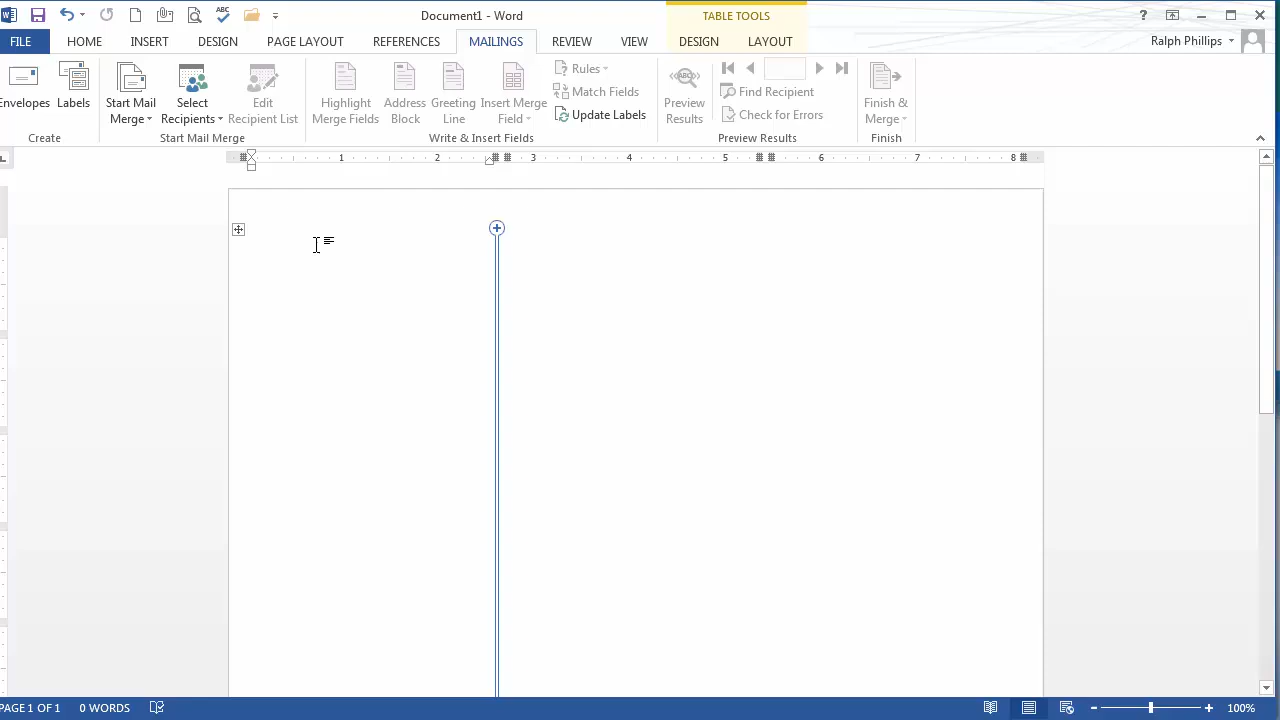 Document1 - Word
TABLE TOOLS
FILE HOME INSERT DESIGN PAGE LAYOUT REFERENCES MAILINGS REVIEW VIEW DESIGN LAYOUT Ralph Phillips
Envelopes
Labels
Start Mail
Merge
Select
Recipients
Edit
Recipient List
Highlight
Merge Fields
Address
Block
Greeting
Line
Insert Merge
Field
Rules
Match Fields
Update Labels
Preview
Results
Find Recipient
Check for Errors
Finish &
Merge
Create
Start Mail Merge
Write & Insert Fields
Preview Results
Finish
1 2 3 4 5 6 7 8
PAGE 1 OF 1 0 WORDS 100%